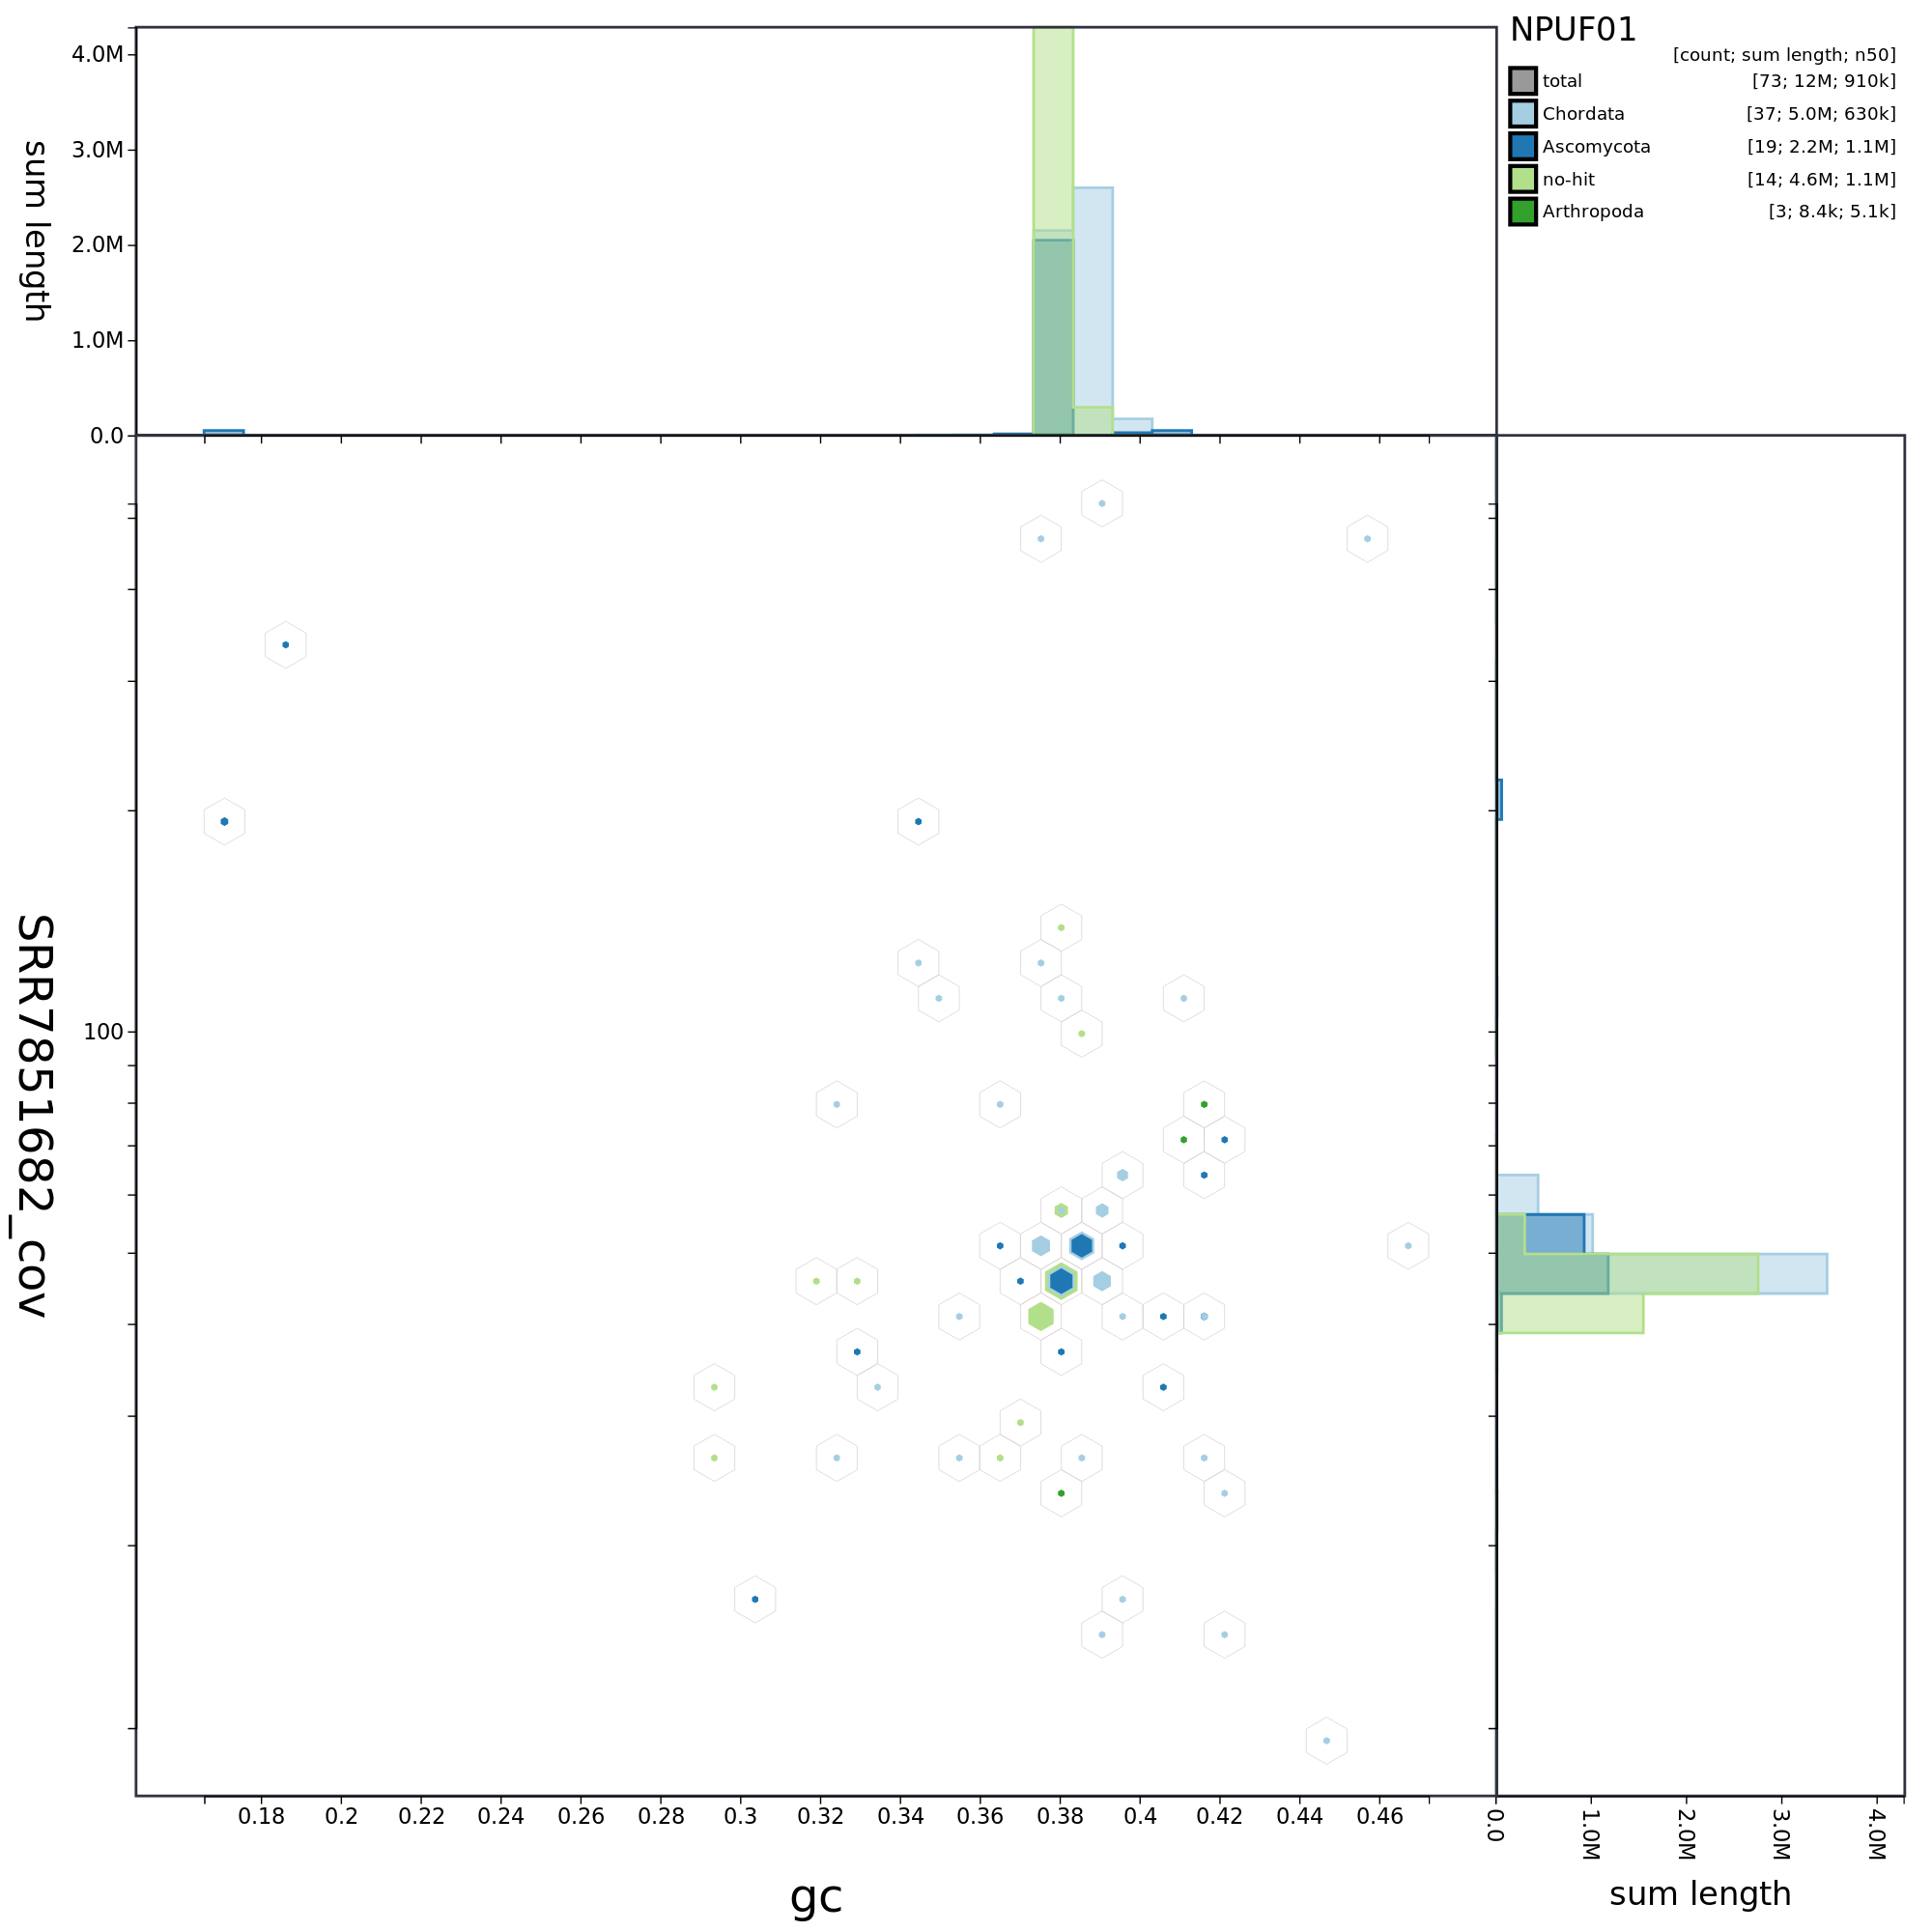 NPUF01
[count; sum length; n50]
total [73; 12M; 910k]
Chordata [37; 5.0M; 630k]
Ascomycota [19; 2.2M; 1.1M]
no-hit [14; 4.6M; 1.1M]
Arthropoda [3; 8.4k; 5.1k]
sum length
4.0M
3.0M
2.0M
1.0M
0.0
SRR7851682_cov
100
0.18 0.2 0.22 0.24 0.26 0.28 0.3 0.32 0.34 0.36 0.38 0.4 0.42 0.44 0.46
gc
0.0 1.0M 2.0M 3.0M 4.0M
sum length